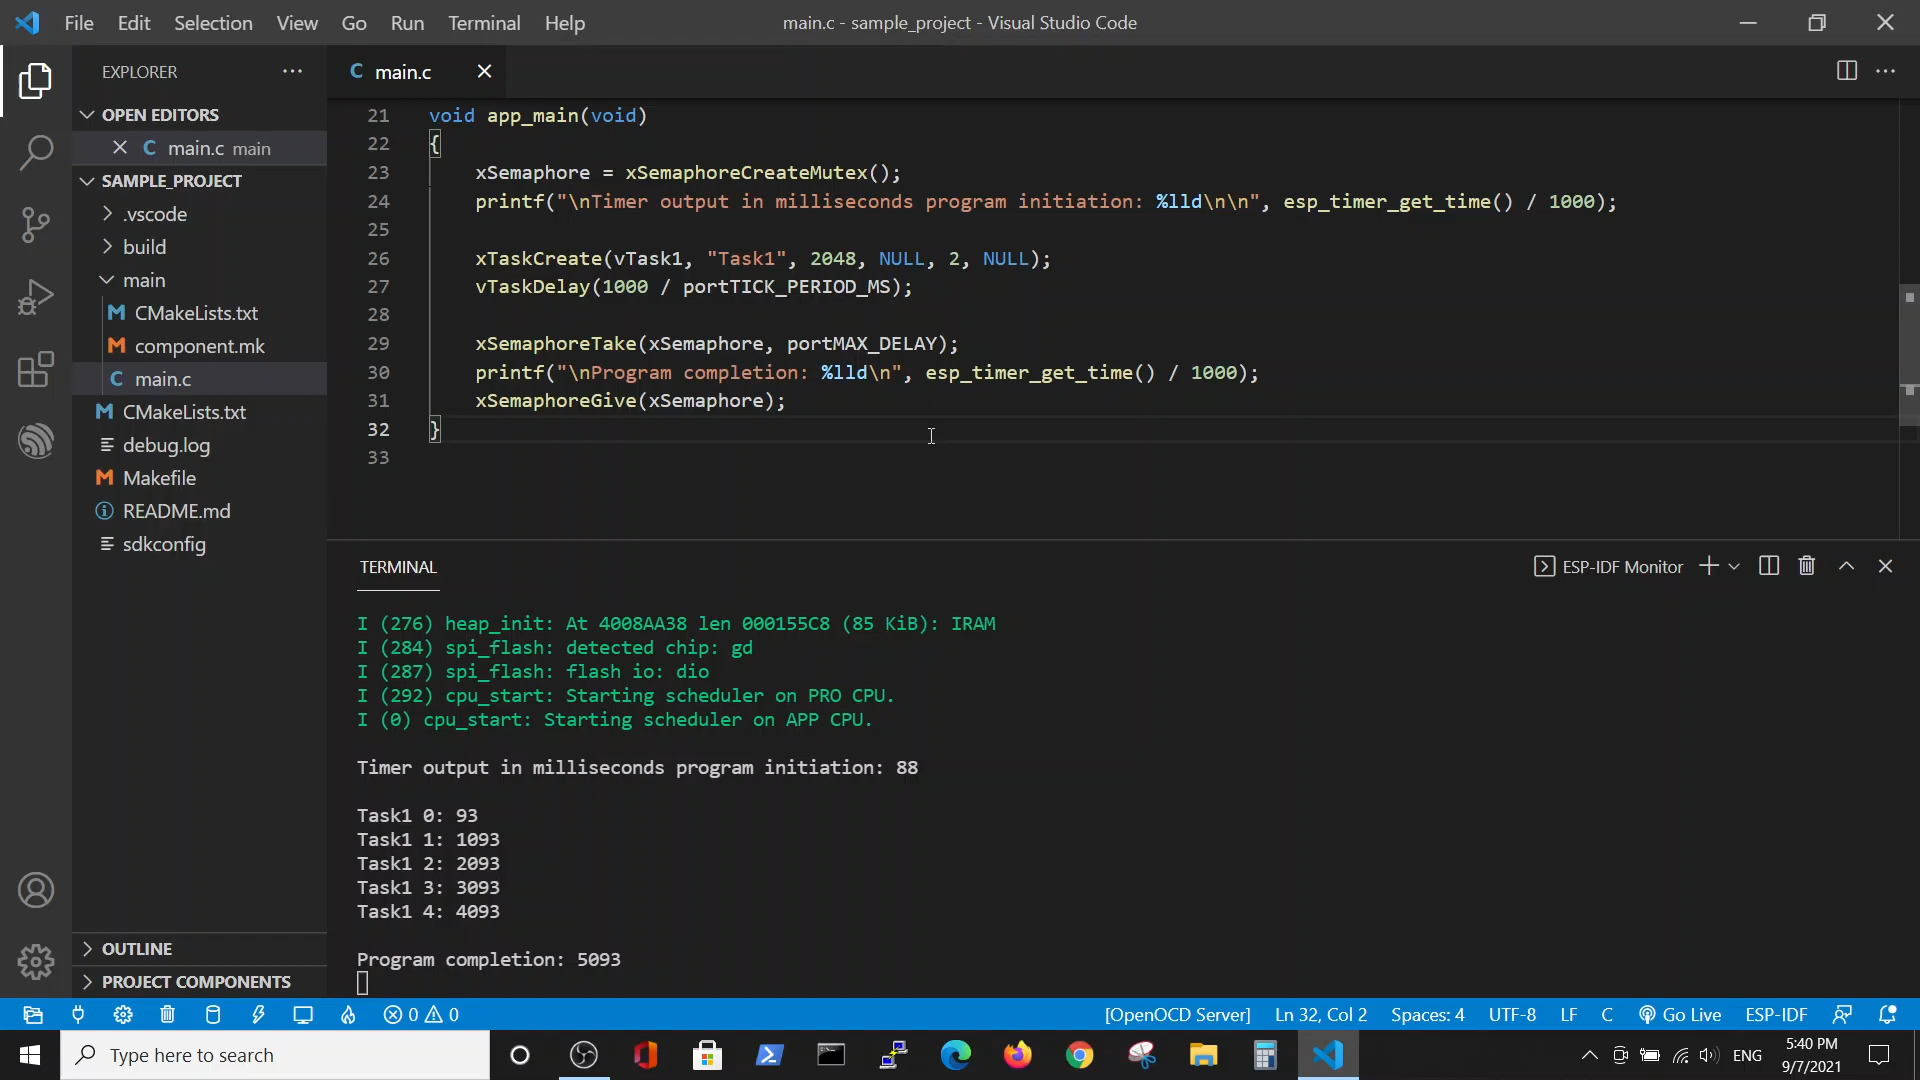 File Edit Selection View Go Run Terminal Help
main.c - sample_project - Visual Studio Code
EXPLORER
OPEN EDITORS
main.c main
SAMPLE_PROJECT
.vscode
build
main
CMakeLists.txt
component.mk
main.c
CMakeLists.txt
debug.log
Makefile
README.md
sdkconfig
OUTLINE
PROJECT COMPONENTS
main.c
21 void app_main(void)
22 {
23 xSemaphore = xSemaphoreCreateMutex();
24 printf("\nTimer output in milliseconds program initiation: %lld\n\n", esp_timer_get_time() / 1000);
25
26 xTaskCreate(vTask1, "Task1", 2048, NULL, 2, NULL);
27 vTaskDelay(1000 / portTICK_PERIOD_MS);
28
29 xSemaphoreTake(xSemaphore, portMAX_DELAY);
30 printf("\nProgram completion: %lld\n", esp_timer_get_time() / 1000);
31 xSemaphoreGive(xSemaphore);
32 }
33
TERMINAL
ESP-IDF Monitor
I (276) heap_init: At 4008AA38 len 000155C8 (85 KiB): IRAM
I (284) spi_flash: detected chip: gd
I (287) spi_flash: flash io: dio
I (292) cpu_start: Starting scheduler on PRO CPU.
I (0) cpu_start: Starting scheduler on APP CPU.
Timer output in milliseconds program initiation: 88
Task1 0: 93
Task1 1: 1093
Task1 2: 2093
Task1 3: 3093
Task1 4: 4093
Program completion: 5093
0 0
[OpenOCD Server] Ln 32, Col 2 Spaces: 4 UTF-8 LF C Go Live ESP-IDF
Type here to search
ENG
5:40 PM
9/7/2021